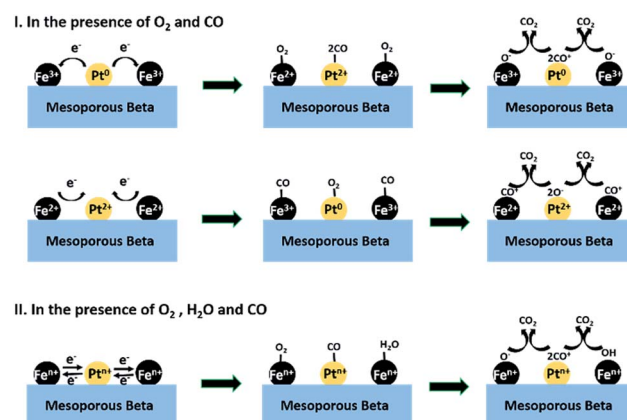 I. In the presence of O₂ and CO
e⁻ e⁻
Fe³⁺ Pt⁰ Fe³⁺
Mesoporous Beta
O₂ 2CO O₂
Fe²⁺ Pt²⁺ Fe²⁺
Mesoporous Beta
CO₂ CO₂
O⁻ 2CO⁺ O⁻
Fe³⁺ Pt⁰ Fe³⁺
Mesoporous Beta
e⁻ e⁻
Fe²⁺ Pt²⁺ Fe²⁺
Mesoporous Beta
CO O₂ CO
Fe³⁺ Pt⁰ Fe³⁺
Mesoporous Beta
CO₂ CO₂
CO⁺ 2O⁻ CO⁺
Fe²⁺ Pt²⁺ Fe²⁺
Mesoporous Beta
II. In the presence of O₂ , H₂O and CO
e⁻ e⁻
e⁻ e⁻
Feⁿ⁺ Ptⁿ⁺ Feⁿ⁺
Mesoporous Beta
O₂ CO H₂O
Feⁿ⁺ Ptⁿ⁺ Feⁿ⁺
Mesoporous Beta
CO₂ CO₂
O⁻ 2CO⁺ OH
Feⁿ⁺ Ptⁿ⁺ Feⁿ⁺
Mesoporous Beta